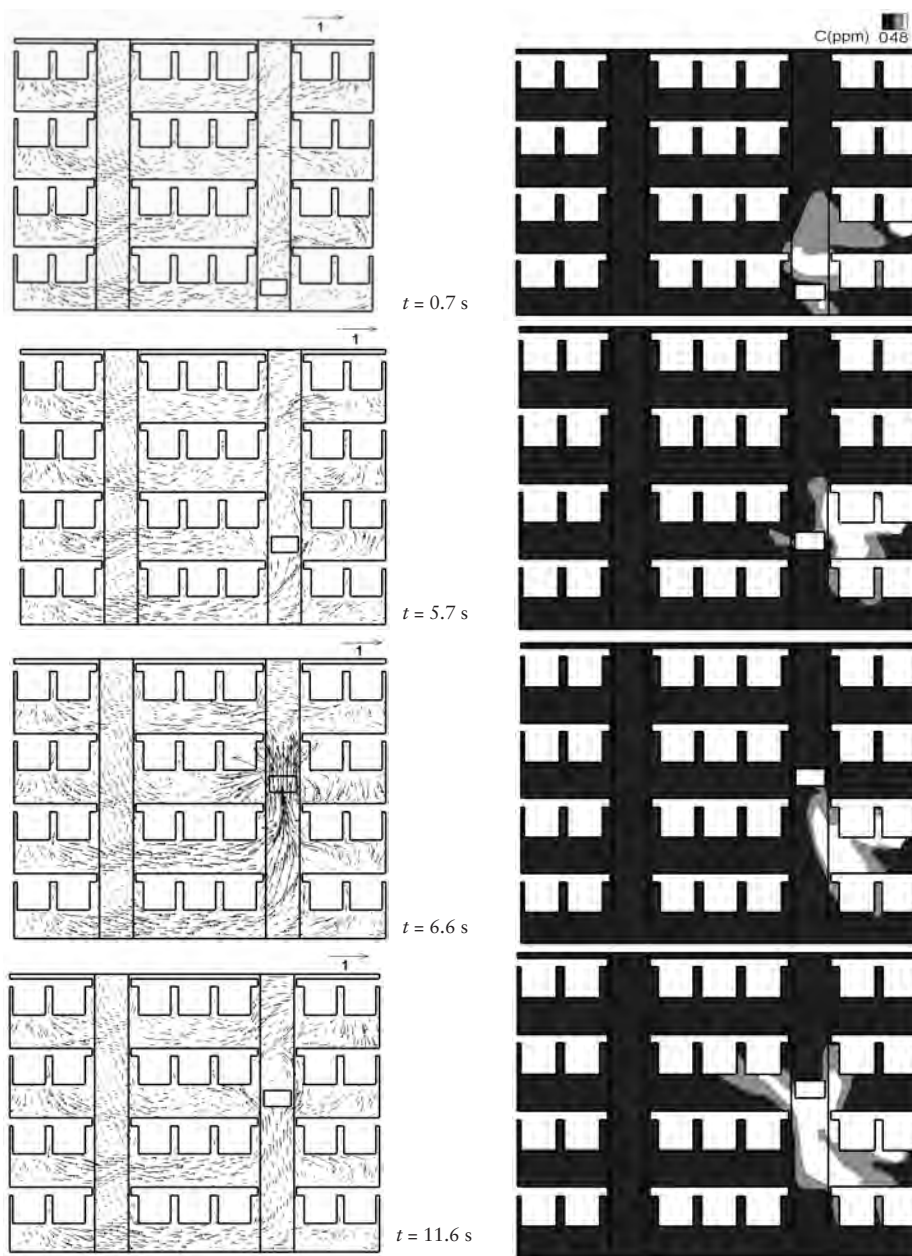 1
C(ppm) 048
t = 0.7 s
1
t = 5.7 s
1
t = 6.6 s
1
t = 11.6 s